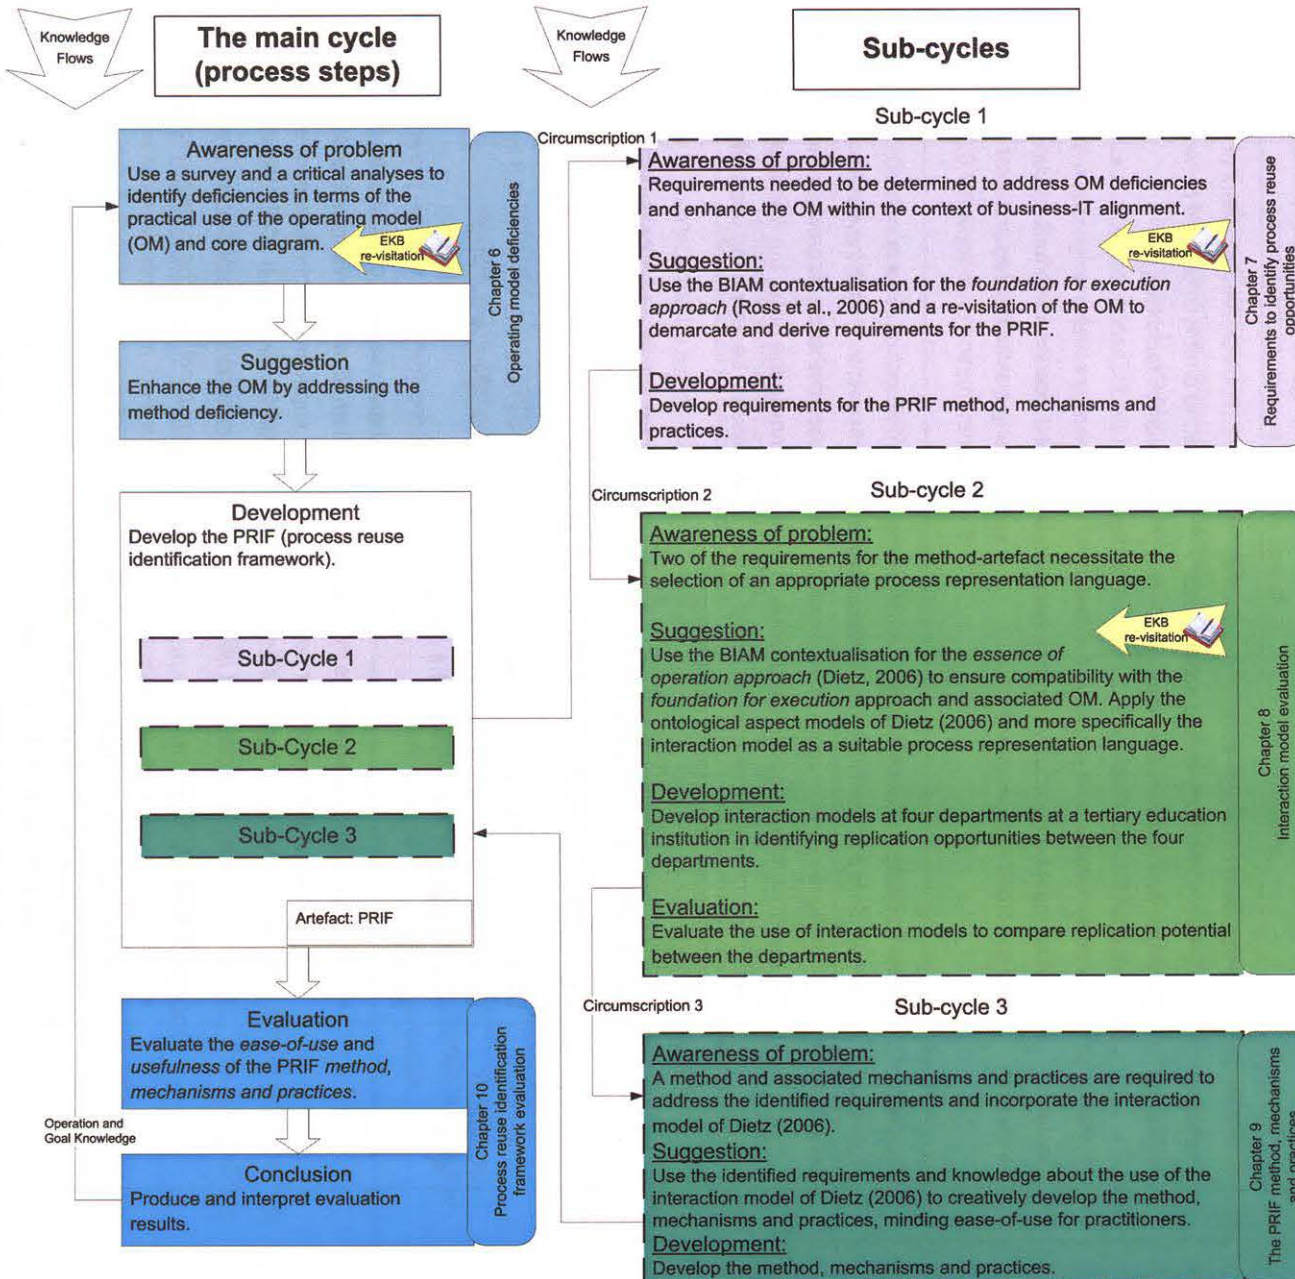 Knowledge
Flows
The main cycle
(process steps)
Knowledge
Flows
Sub-cycles
Awareness of problem
Use a survey and a critical analyses to
identify deficiencies in terms of the
practical use of the operating model
(OM) and core diagram.
EKB
re-visitation
Chapter 6
Operating model deficiencies
Suggestion
Enhance the OM by addressing the
method deficiency.
Development
Develop the PRIF (process reuse
identification framework).
Sub-Cycle 1
Sub-Cycle 2
Sub-Cycle 3
Artefact: PRIF
Evaluation
Evaluate the ease-of-use and
usefulness of the PRIF method,
mechanisms and practices.
Chapter 10
Process reuse identification
framework evaluation
Operation and
Goal Knowledge
Conclusion
Produce and interpret evaluation
results.
Sub-cycle 1
Circumscription 1
Awareness of problem:
Requirements needed to be determined to address OM deficiencies
and enhance the OM within the context of business-IT alignment.
EKB
re-visitation
Suggestion:
Use the BIAM contextualisation for the foundation for execution
approach (Ross et al., 2006) and a re-visitation of the OM to
demarcate and derive requirements for the PRIF.
Development:
Develop requirements for the PRIF method, mechanisms and
practices.
Chapter 7
Requirements to identify process reuse
opportunities
Sub-cycle 2
Circumscription 2
Awareness of problem:
Two of the requirements for the method-artefact necessitate the
selection of an appropriate process representation language.
EKB
re-visitation
Suggestion:
Use the BIAM contextualisation for the essence of
operation approach (Dietz, 2006) to ensure compatibility with the
foundation for execution approach and associated OM. Apply the
ontological aspect models of Dietz (2006) and more specifically the
interaction model as a suitable process representation language.
Development:
Develop interaction models at four departments at a tertiary education
institution in identifying replication opportunities between the four
departments.
Evaluation:
Evaluate the use of interaction models to compare replication potential
between the departments.
Chapter 8
Interaction model evaluation
Sub-cycle 3
Circumscription 3
Awareness of problem:
A method and associated mechanisms and practices are required to
address the identified requirements and incorporate the interaction
model of Dietz (2006).
Suggestion:
Use the identified requirements and knowledge about the use of the
interaction model of Dietz (2006) to creatively develop the method,
mechanisms and practices, minding ease-of-use for practitioners.
Development:
Develop the method, mechanisms and practices.
Chapter 9
The PRIF method, mechanisms
and practices